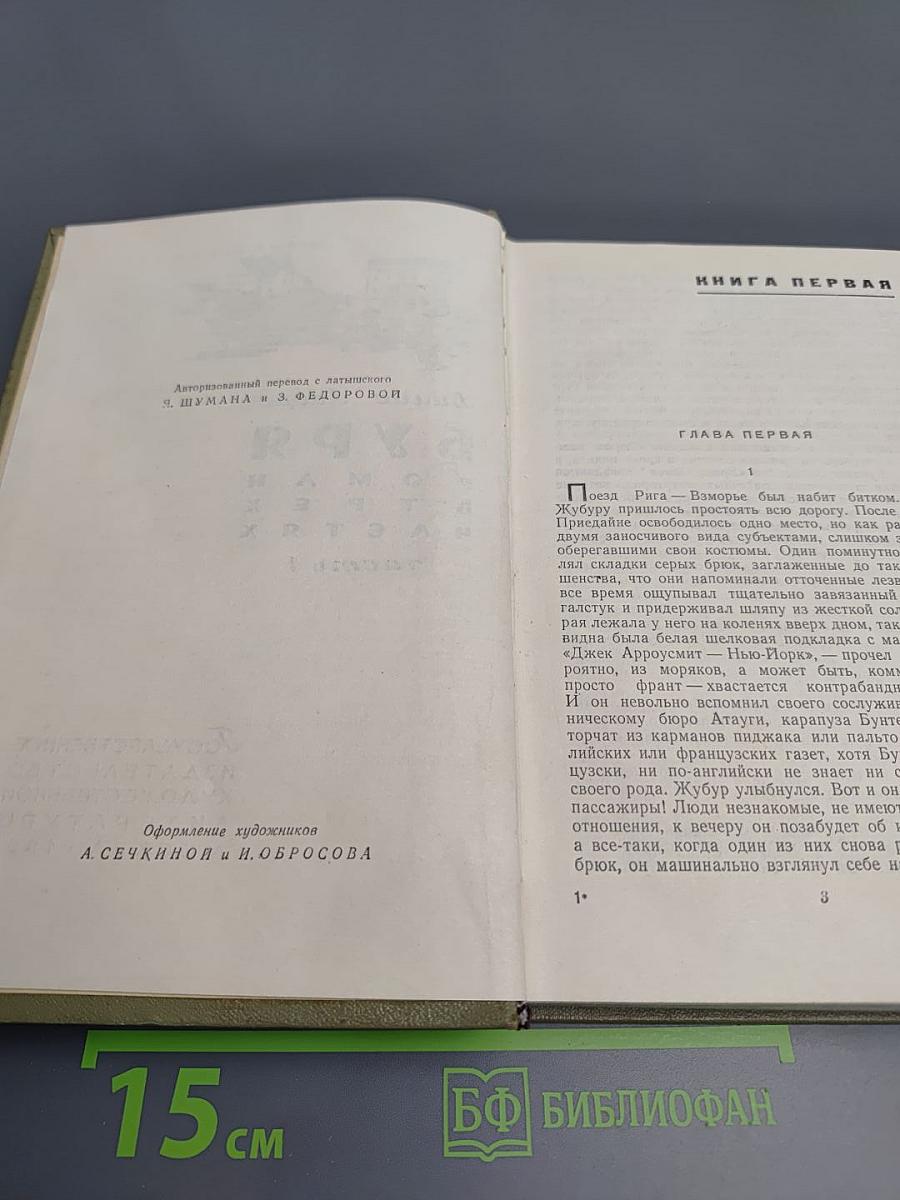 Авторизованный перевод с латышского
Я. ШУМАНА и З. ФЕДОРОВОЙ
БУРЯ
РОМАН
В ТРЕХ
ЧАСТЯХ
Оформление художников
А. СЕЧКИНОЙ и И. ОБРОСОВА
КНИГА ПЕРВАЯ
ГЛАВА ПЕРВАЯ
1
Поезд Рига — Взморье был набит битком.
Жубуру пришлось простоять всю дорогу. После
Приедайне освободилось одно место, но как ра
двумя заносчивого вида субъектами, слишком
оберегавшими свои костюмы. Один поминутно
лял складки серых брюк, заглаженные до так
шенства, что они напоминали отточенные лезв
все время ощупывал тщательно завязанный
галстук и придерживал шляпу из жесткой сол
рая лежала у него на коленях вверх дном, так
видна была белая шелковая подкладка с ма
«Джек Арроусмит — Нью-Йорк», — прочел
роятно, из моряков, а может быть, комм
просто франт — хвастается контрабандн
И он невольно вспомнил своего сослужив
ническому бюро Атауги, карапуза Бунте
торчат из карманов пиджака или пальто
лийских или французских газет, хотя Бу
цузски, ни по-английски не знает ни с
своего рода. Жубур улыбнулся. Вот и он
пассажиры! Люди незнакомые, не имеют
отношения, к вечеру он позабудет об и
а все-таки, когда один из них снова
брюк, он машинально взглянул себе н
1*
3
15 см
БФ БИБЛИОФАН